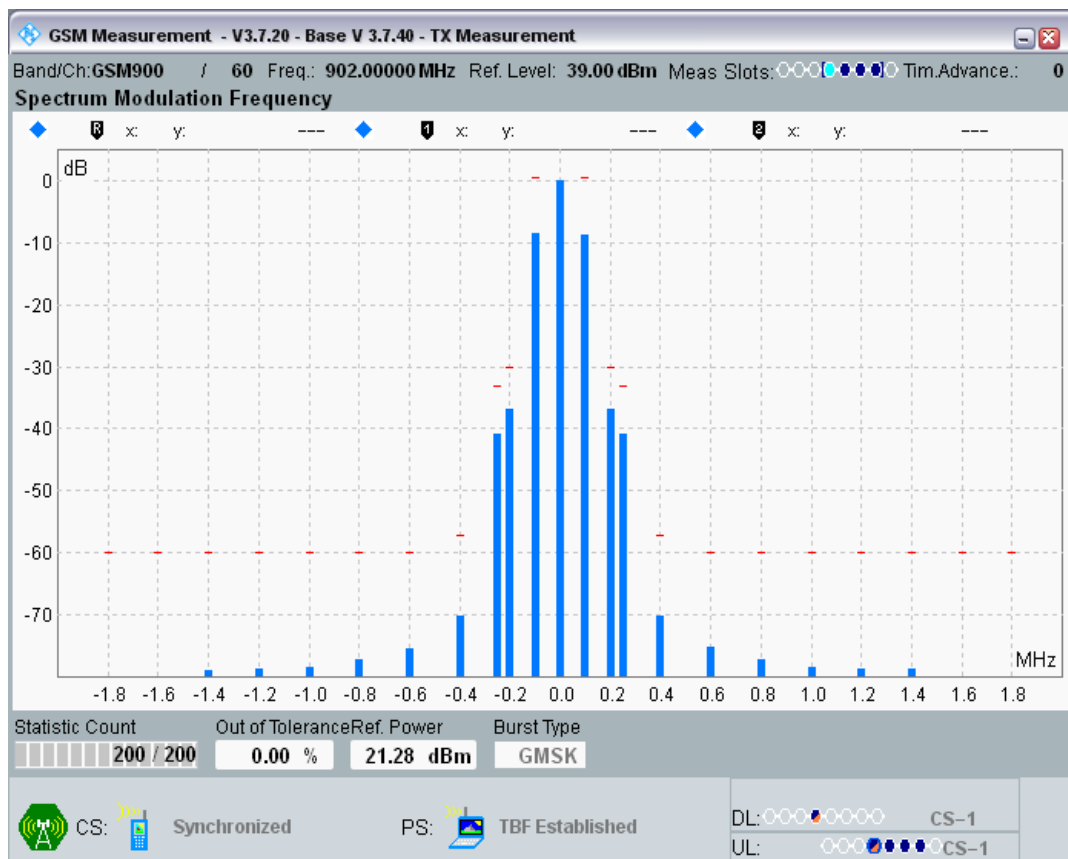 GSM Measurement - V3.7.20 - Base V 3.7.40 - TX Measurement
Band/Ch:GSM900 / 60 Freq.: 902.00000 MHz Ref. Level: 39.00 dBm Meas Slots: Tim.Advance.: 0
Spectrum Modulation Frequency
R x: y: --- 1 x: y: --- 2 x: y: ---
dB
0
-10
-20
-30
-40
-50
-60
-70
MHz
-1.8 -1.6 -1.4 -1.2 -1.0 -0.8 -0.6 -0.4 -0.2 0.0 0.2 0.4 0.6 0.8 1.0 1.2 1.4 1.6 1.8
Statistic Count Out of Tolerance Ref. Power Burst Type
200 / 200 0.00 % 21.28 dBm GMSK
CS: Synchronized PS: TBF Established
DL: CS-1
UL: CS-1